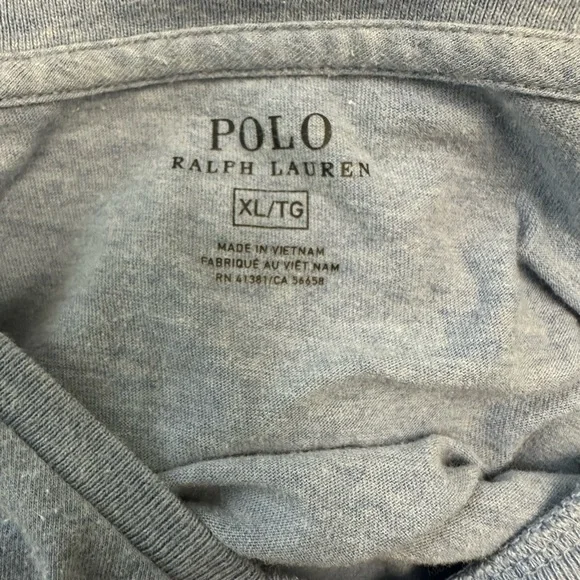 POLO
RALPH LAUREN
XL/TG
MADE IN VIETNAM
FABRIQUÉ AU VIÊT NAM
RN 41381/CA 56658